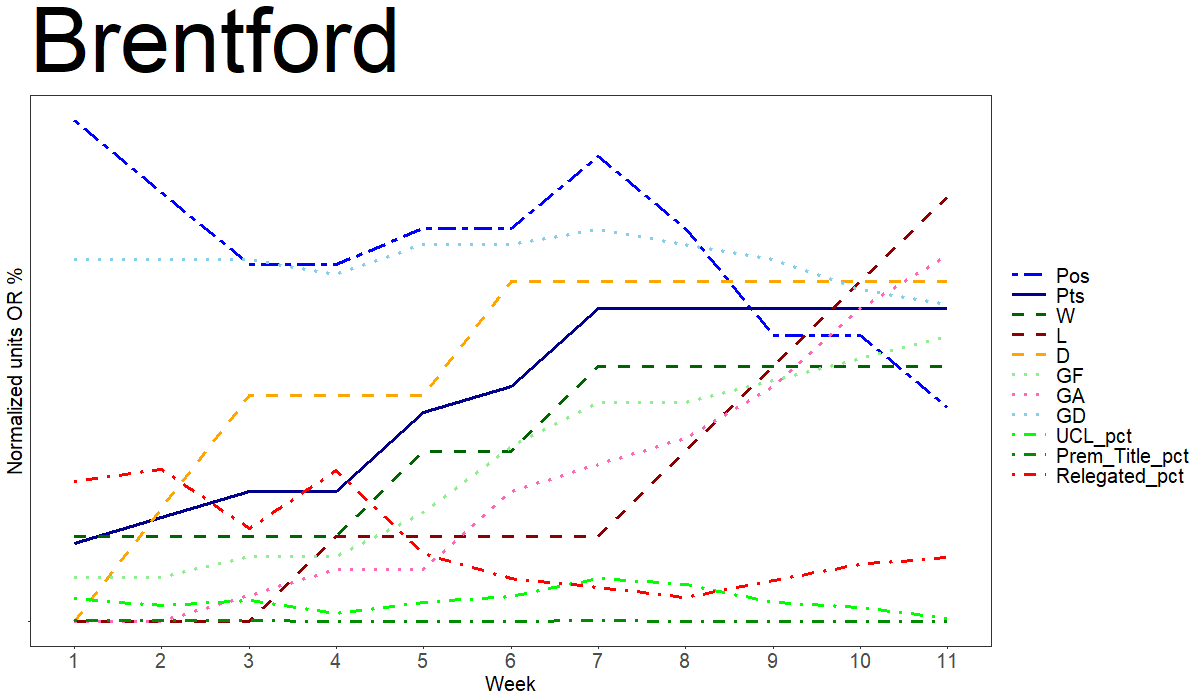 Brentford
Normalized units OR %
Pos
Pts
W
L
D
GF
GA
GD
UCL_pct
Prem_Title_pct
Relegated_pct
1 2 3 4 5 6 7 8 9 10 11
Week